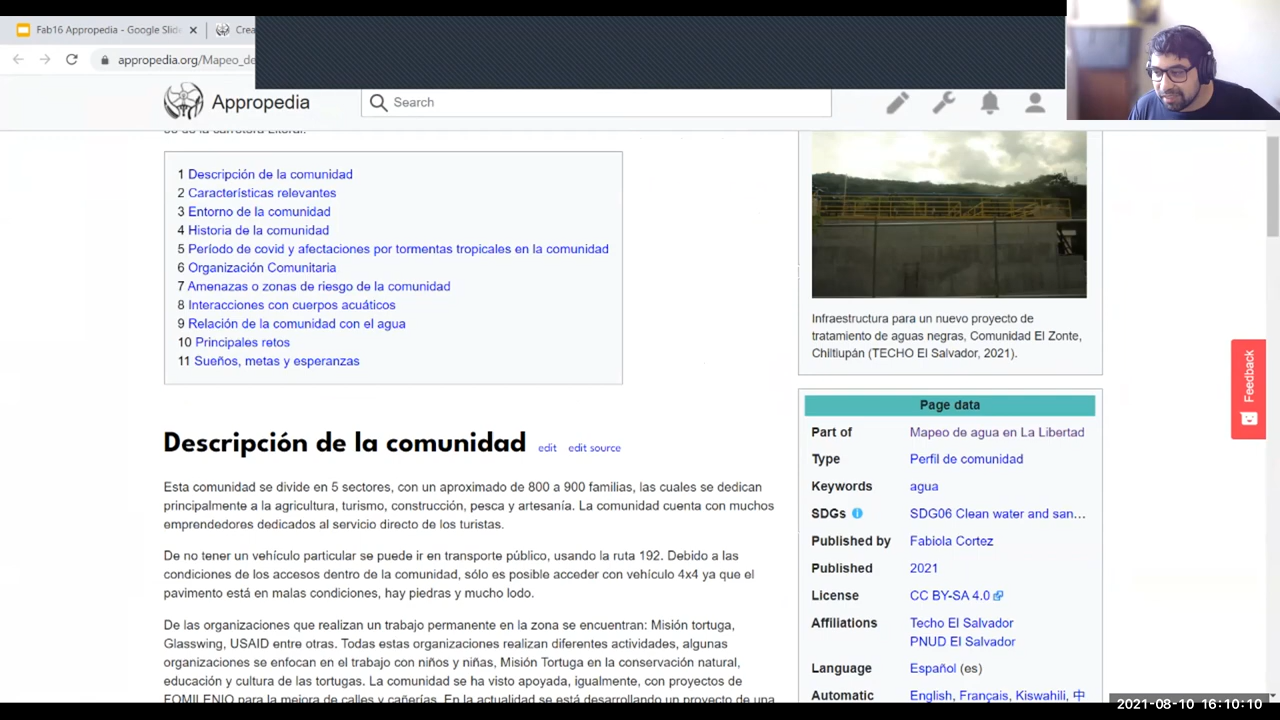 Fab16 Appropedia - Google Slid
Crea
appropedia.org/Mapeo_de
Appropedia
Search
se de la carretera Litoral.
1 Descripción de la comunidad
2 Características relevantes
3 Entorno de la comunidad
4 Historia de la comunidad
5 Período de covid y afectaciones por tormentas tropicales en la comunidad
6 Organización Comunitaria
7 Amenazas o zonas de riesgo de la comunidad
8 Interacciones con cuerpos acuáticos
9 Relación de la comunidad con el agua
10 Principales retos
11 Sueños, metas y esperanzas
Descripción de la comunidad edit edit source
Esta comunidad se divide en 5 sectores, con un aproximado de 800 a 900 familias, las cuales se dedican
principalmente a la agricultura, turismo, construcción, pesca y artesanía. La comunidad cuenta con muchos
emprendedores dedicados al servicio directo de los turistas.
De no tener un vehículo particular se puede ir en transporte público, usando la ruta 192. Debido a las
condiciones de los accesos dentro de la comunidad, sólo es posible acceder con vehículo 4x4 ya que el
pavimento está en malas condiciones, hay piedras y mucho lodo.
De las organizaciones que realizan un trabajo permanente en la zona se encuentran: Misión tortuga,
Glasswing, USAID entre otras. Todas estas organizaciones realizan diferentes actividades, algunas
organizaciones se enfocan en el trabajo con niños y niñas, Misión Tortuga en la conservación natural,
educación y cultura de las tortugas. La comunidad se ha visto apoyada, igualmente, con proyectos de
FOMILENIO para la mejora de calles y cañerías. En la actualidad se está desarrollando un proyecto de una
Infraestructura para un nuevo proyecto de
tratamiento de aguas negras, Comunidad El Zonte,
Chiltiupán (TECHO El Salvador, 2021).
Page data
Part of Mapeo de agua en La Libertad
Type Perfil de comunidad
Keywords agua
SDGs SDG06 Clean water and san...
Published by Fabiola Cortez
Published 2021
License CC BY-SA 4.0
Affiliations Techo El Salvador
PNUD El Salvador
Language Español (es)
Automatic English, Français, Kiswahili, 中
Feedback
2021-08-10 16:10:10